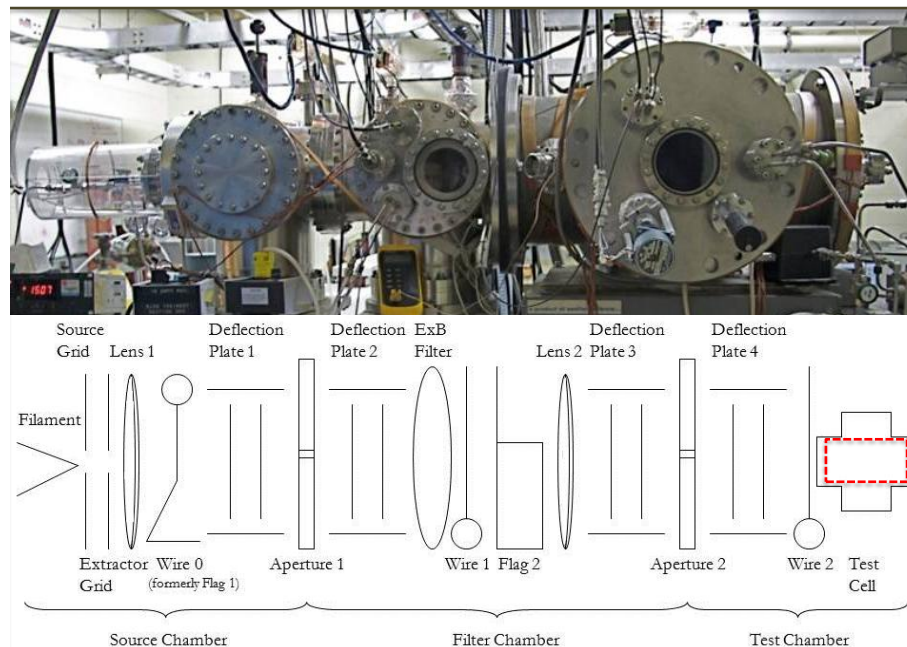 1507
Source
Grid
Lens 1
Deflection
Plate 1
Deflection
Plate 2
ExB
Filter
Lens 2
Deflection
Plate 3
Deflection
Plate 4
Filament
Extractor
Grid
Wire 0
(formerly Flag 1)
Aperture 1
Wire 1
Flag 2
Aperture 2
Wire 2
Test
Cell
Source Chamber
Filter Chamber
Test Chamber